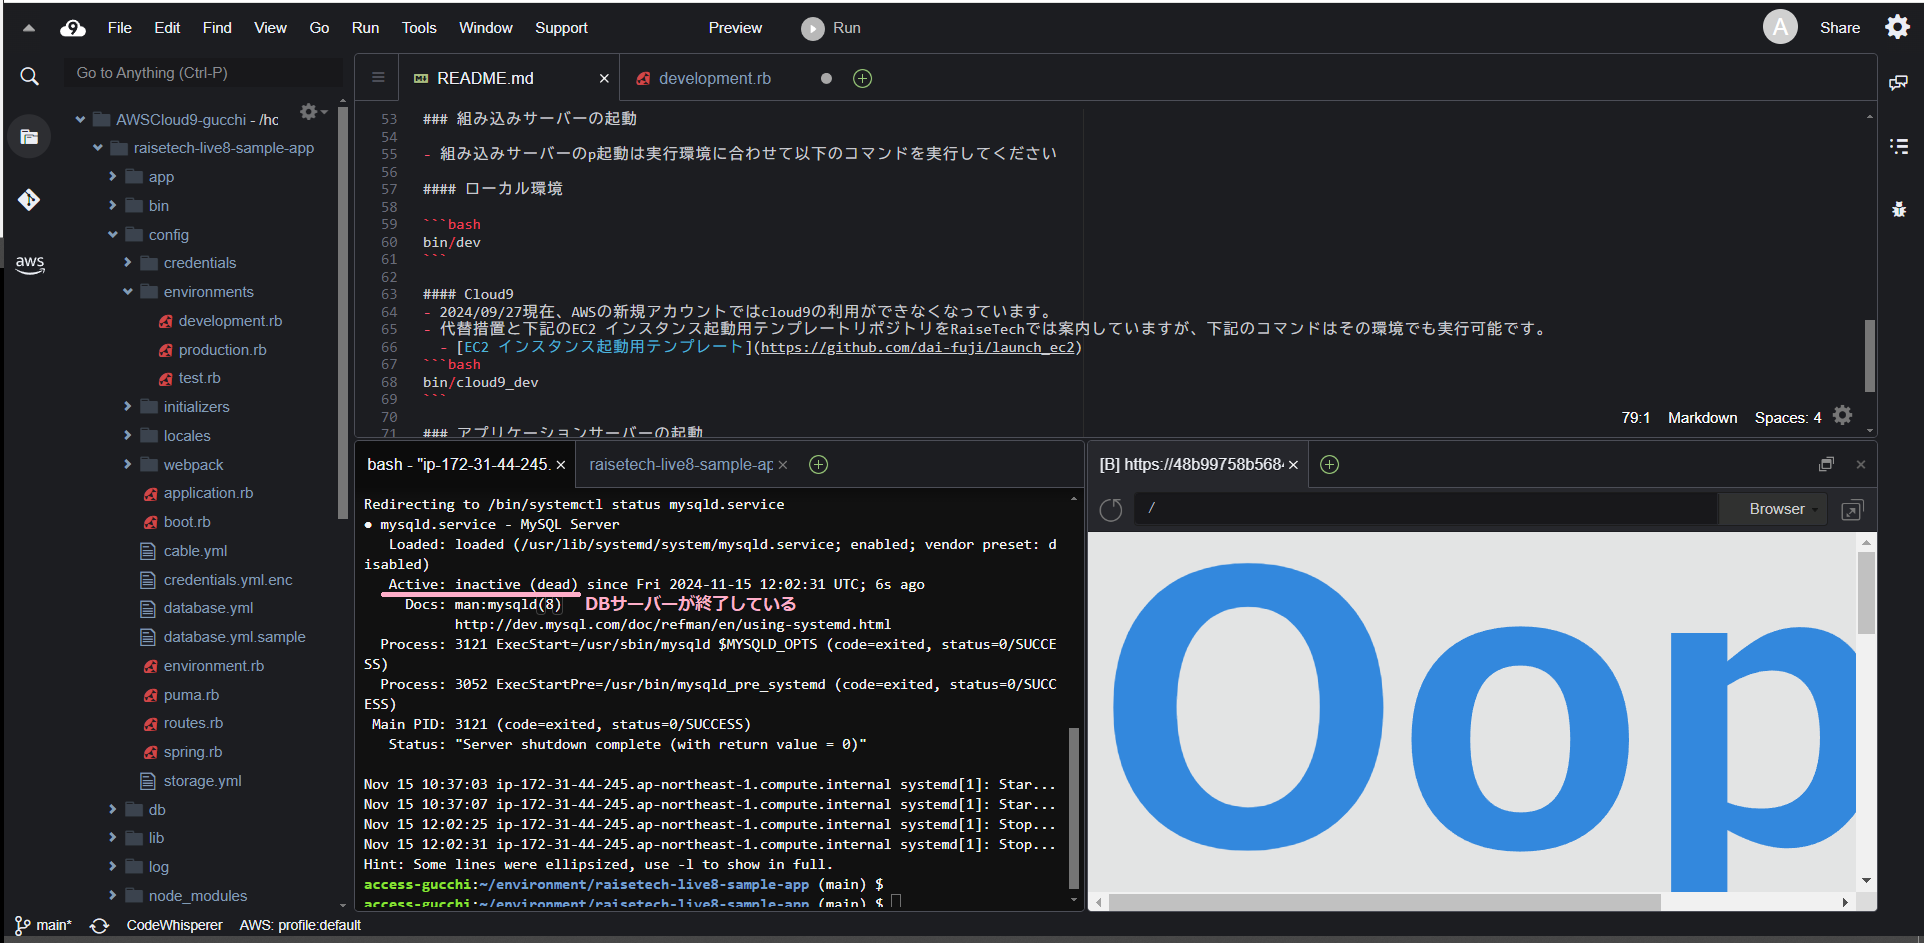 File Edit Find View Go Run Tools Window Support Preview Run A Share
Go to Anything (Ctrl-P)
AWSCloud9-gucchi - /hc
raisetech-live8-sample-app
app
bin
config
credentials
environments
development.rb
production.rb
test.rb
initializers
locales
webpack
application.rb
boot.rb
cable.yml
credentials.yml.enc
database.yml
database.yml.sample
environment.rb
puma.rb
routes.rb
spring.rb
storage.yml
db
lib
log
node_modules
aws
README.md
development.rb
53 ### 組み込みサーバーの起動
54
55 - 組み込みサーバーのp起動は実行環境に合わせて以下のコマンドを実行してください
56
57 #### ローカル環境
58
59 ```bash
60 bin/dev
61 ```
62
63 #### Cloud9
64 - 2024/09/27現在、AWSの新規アカウントではcloud9の利用ができなくなっています。
65 - 代替措置と下記のEC2 インスタンス起動用テンプレートリポジトリをRaiseTechでは案内していますが、下記のコマンドはその環境でも実行可能です。
66 - [EC2 インスタンス起動用テンプレート](https://github.com/dai-fuji/launch_ec2)
67 ```bash
68 bin/cloud9_dev
69 ```
70
71 ### アプリケーションサーバーの起動
79:1 Markdown Spaces: 4
bash - "ip-172-31-44-245.
raisetech-live8-sample-ap
Redirecting to /bin/systemctl status mysqld.service
● mysqld.service - MySQL Server
Loaded: loaded (/usr/lib/systemd/system/mysqld.service; enabled; vendor preset: d
isabled)
Active: inactive (dead) since Fri 2024-11-15 12:02:31 UTC; 6s ago
Docs: man:mysqld(8) DBサーバーが終了している
http://dev.mysql.com/doc/refman/en/using-systemd.html
Process: 3121 ExecStart=/usr/sbin/mysqld $MYSQLD_OPTS (code=exited, status=0/SUCCE
SS)
Process: 3052 ExecStartPre=/usr/bin/mysqld_pre_systemd (code=exited, status=0/SUCC
ESS)
Main PID: 3121 (code=exited, status=0/SUCCESS)
Status: "Server shutdown complete (with return value = 0)"
Nov 15 10:37:03 ip-172-31-44-245.ap-northeast-1.compute.internal systemd[1]: Star...
Nov 15 10:37:07 ip-172-31-44-245.ap-northeast-1.compute.internal systemd[1]: Star...
Nov 15 12:02:25 ip-172-31-44-245.ap-northeast-1.compute.internal systemd[1]: Stop...
Nov 15 12:02:31 ip-172-31-44-245.ap-northeast-1.compute.internal systemd[1]: Stop...
Hint: Some lines were ellipsized, use -l to show in full.
access-gucchi:~/environment/raisetech-live8-sample-app (main) $
access-gucchi:~/environment/raisetech-live8-sample-app (main) $
[B] https://48b99758b568
/
Browser
Oop
main* CodeWhisperer AWS: profile:default